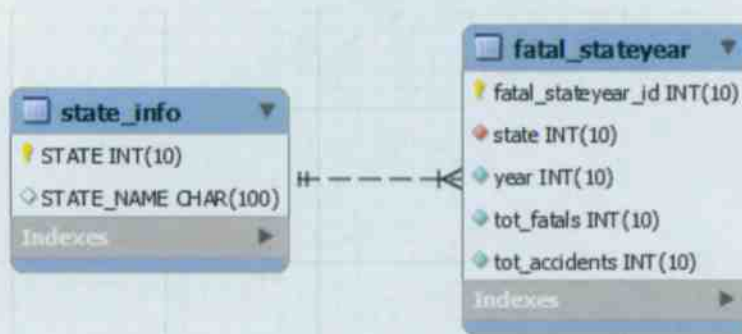 state_info
STATE INT(10)
STATE_NAME CHAR(100)
Indexes
fatal_stateyear
fatal_stateyear_id INT(10)
state INT(10)
year INT(10)
tot_fatals INT(10)
tot_accidents INT(10)
Indexes